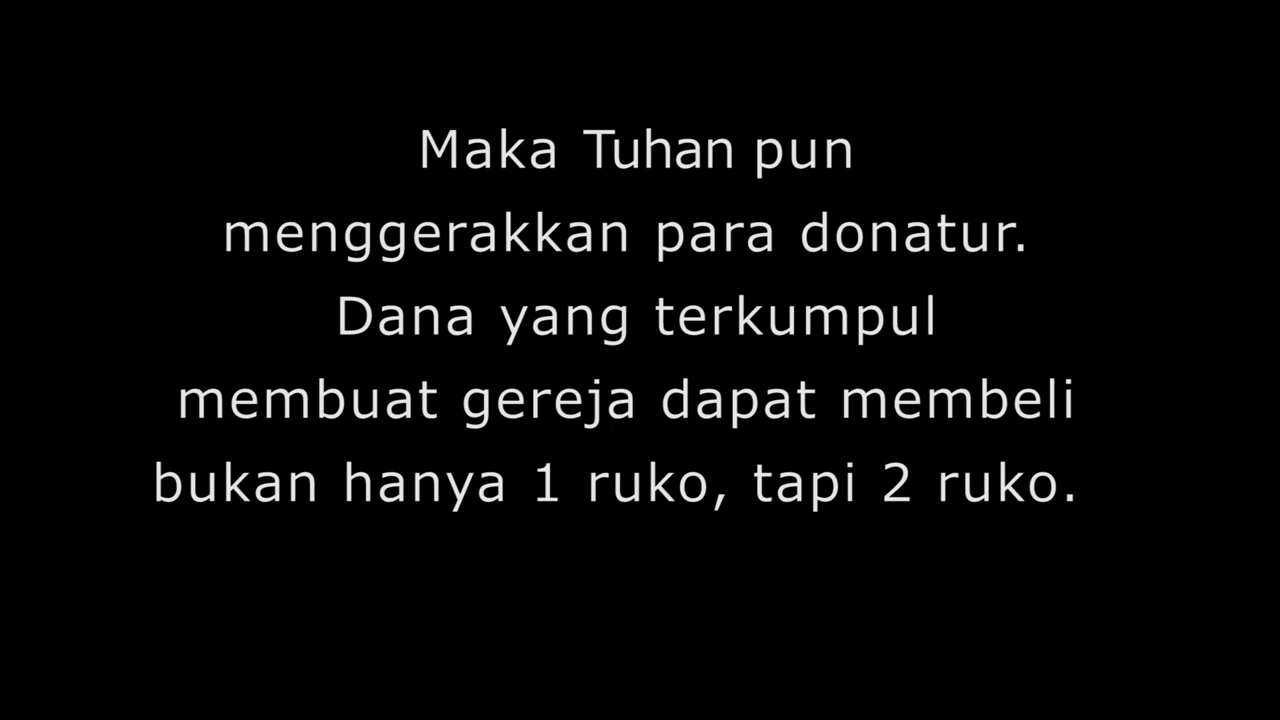 Maka Tuhan pun
menggerakkan para donatur.
Dana yang terkumpul
membuat gereja dapat membeli
bukan hanya 1 ruko, tapi 2 ruko.